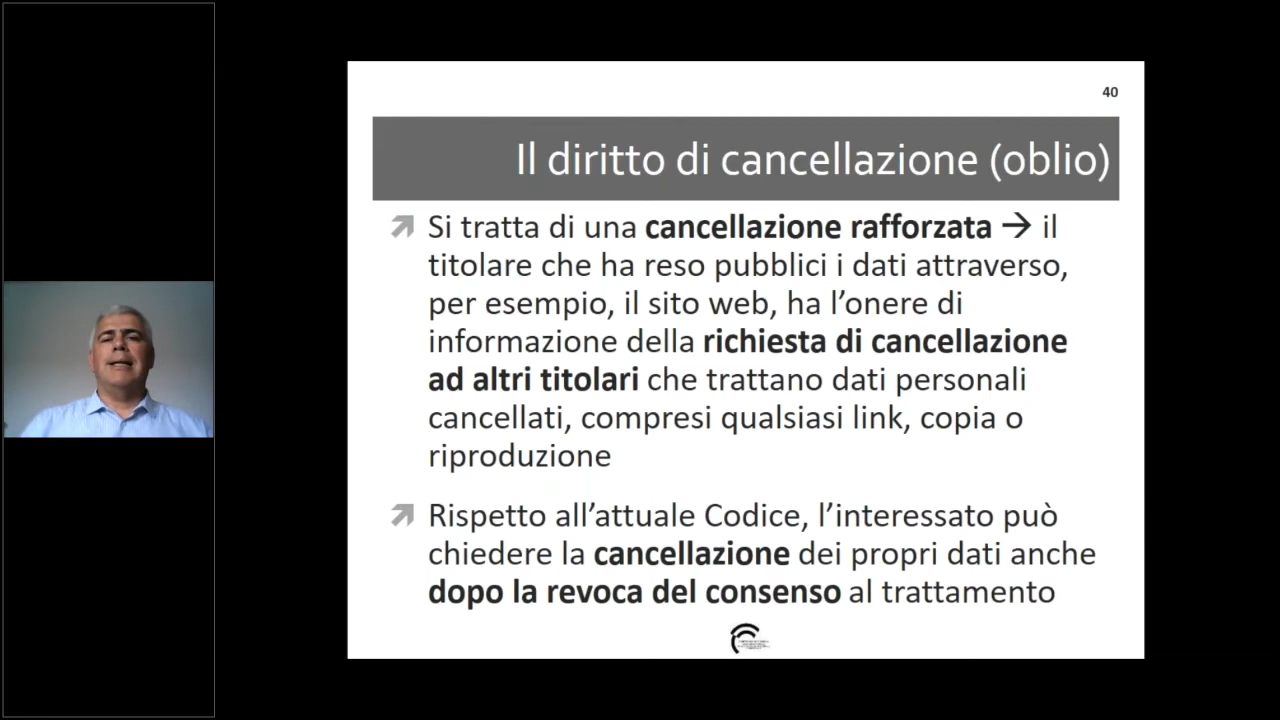 40
Il diritto di cancellazione (oblio)
Si tratta di una cancellazione rafforzata → il
titolare che ha reso pubblici i dati attraverso,
per esempio, il sito web, ha l’onere di
informazione della richiesta di cancellazione
ad altri titolari che trattano dati personali
cancellati, compresi qualsiasi link, copia o
riproduzione
Rispetto all’attuale Codice, l’interessato può
chiedere la cancellazione dei propri dati anche
dopo la revoca del consenso al trattamento